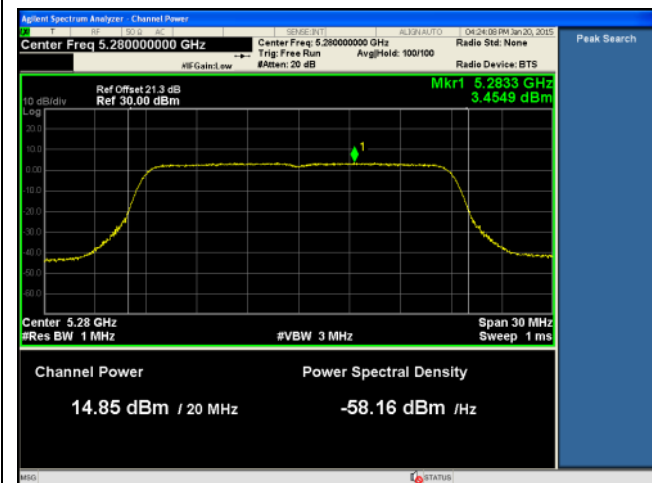 Agilent Spectrum Analyzer - Channel Power
LXI T RF 50 Ω AC SENSE:INT ALIGN AUTO 04:24:08 PM Jan 20, 2015
Center Freq 5.280000000 GHz Center Freq: 5.280000000 GHz Radio Std: None Peak Search
Trig: Free Run Avg|Hold: 100/100
#IFGain:Low #Atten: 20 dB Radio Device: BTS
Ref Offset 21.3 dB Mkr1 5.2833 GHz
10 dB/div Ref 30.00 dBm 3.4549 dBm
Log
20.0
10.0
1
0.00
-10.0
-20.0
-30.0
-40.0
-50.0
-60.0
Center 5.28 GHz Span 30 MHz
#Res BW 1 MHz #VBW 3 MHz Sweep 1 ms
Channel Power Power Spectral Density
14.85 dBm / 20 MHz -58.16 dBm /Hz
MSG STATUS